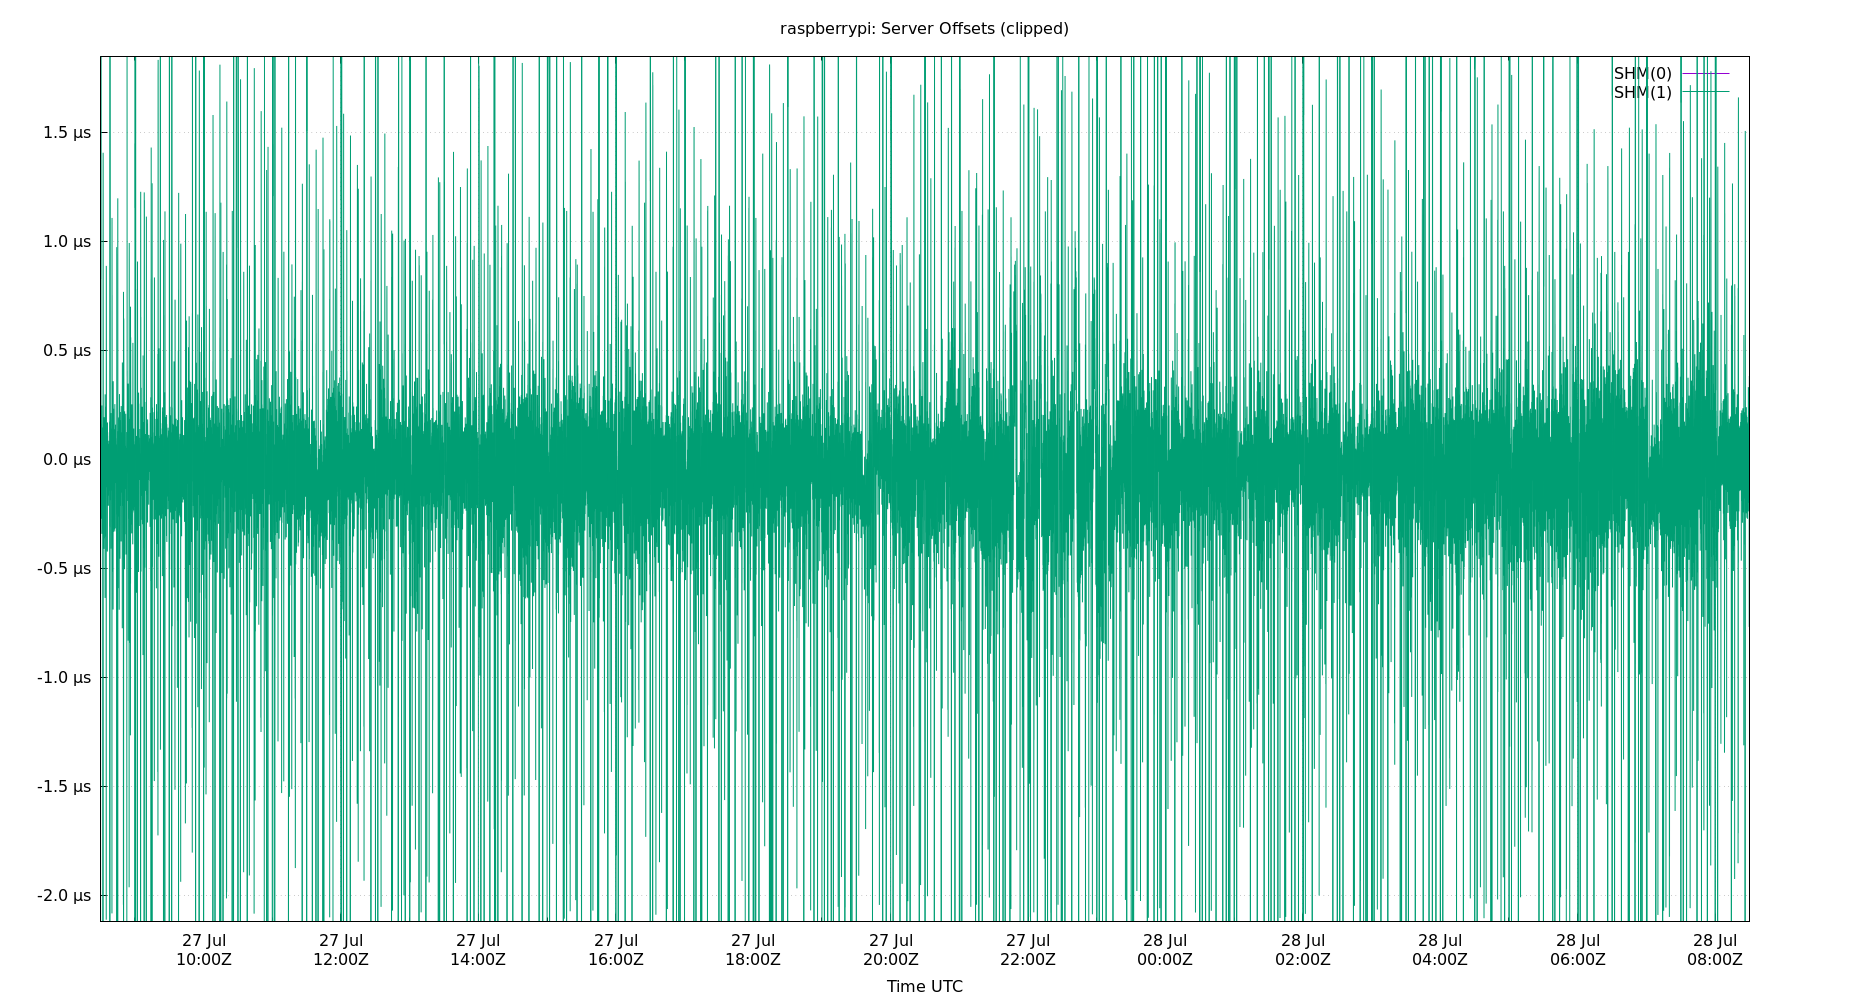 raspberrypi: Server Offsets (clipped)
SHM(0)
SHM(1)
1.5 µs
1.0 µs
0.5 µs
0.0 µs
-0.5 µs
-1.0 µs
-1.5 µs
-2.0 µs
27 Jul 27 Jul 27 Jul 27 Jul 27 Jul 27 Jul 27 Jul 28 Jul 28 Jul 28 Jul 28 Jul 28 Jul
10:00Z 12:00Z 14:00Z 16:00Z 18:00Z 20:00Z 22:00Z 00:00Z 02:00Z 04:00Z 06:00Z 08:00Z
Time UTC